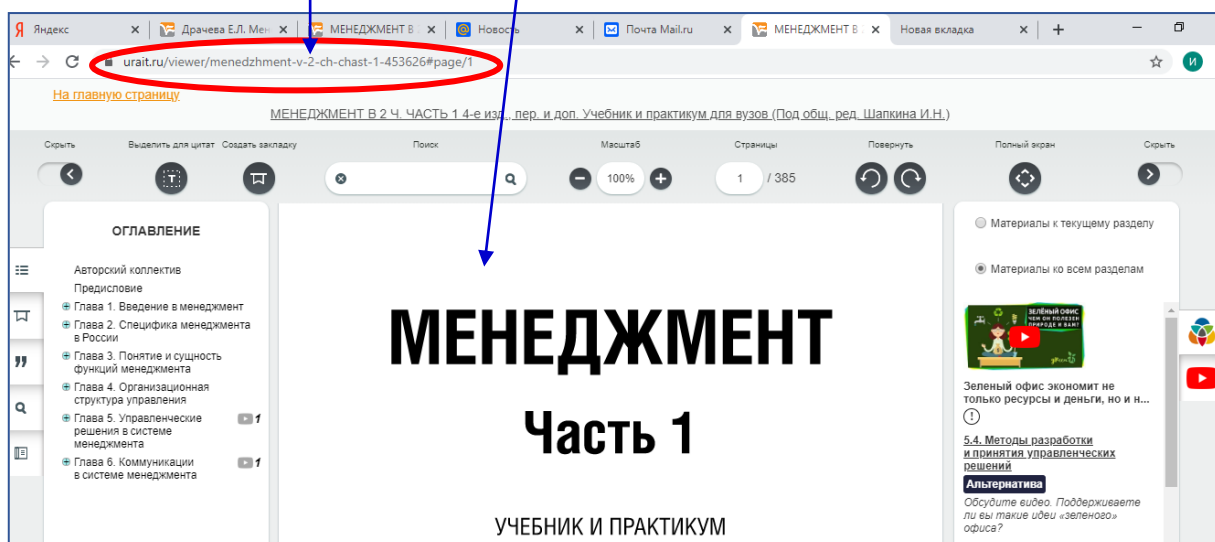 Я Яндекс
Драчева Е.Л. Мен
МЕНЕДЖМЕНТ В 2
Новость
Почта Mail.ru
МЕНЕДЖМЕНТ В 2
Новая вкладка
urait.ru/viewer/menedzhment-v-2-ch-chast-1-453626#page/1
И
На главную страницу
МЕНЕДЖМЕНТ В 2 Ч. ЧАСТЬ 1 4-е изд., пер. и доп. Учебник и практикум для вузов (Под общ. ред. Шапкина И.Н.)
Скрыть
Выделить для цитат
Создать закладку
Поиск
Масштаб
Страницы
Повернуть
Полный экран
Скрыть
100%
1 / 385
ОГЛАВЛЕНИЕ
Авторский коллектив
Предисловие
Глава 1. Введение в менеджмент
Глава 2. Специфика менеджмента
в России
Глава 3. Понятие и сущность
функций менеджмента
Глава 4. Организационная
структура управления
Глава 5. Управленческие 1
решения в системе
менеджмента
Глава 6. Коммуникации 1
в системе менеджмента
МЕНЕДЖМЕНТ
Часть 1
УЧЕБНИК И ПРАКТИКУМ
Материалы к текущему разделу
Материалы ко всем разделам
ЗЕЛЁНЫЙ ОФИС
ЧЕМ ОН ПОЛЕЗЕН
ПРИРОДЕ И ВАМ?
Зеленый офис экономит не
только ресурсы и деньги, но и н...
5.4. Методы разработки
и принятия управленческих
решений
Альтернатива
Обсудите видео. Поддерживаете
ли вы такие идеи «зеленого»
офиса?